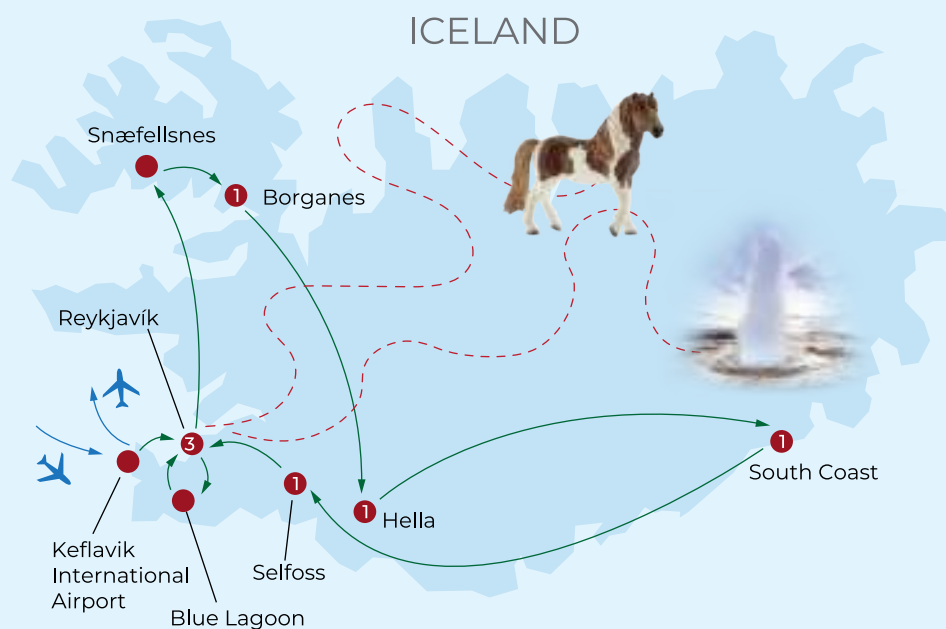 ICELAND
Snæfellsnes
1
Borganes
Reykjavík
3
1
South Coast
1
1
Hella
Keflavik
International
Airport
Selfoss
Blue Lagoon